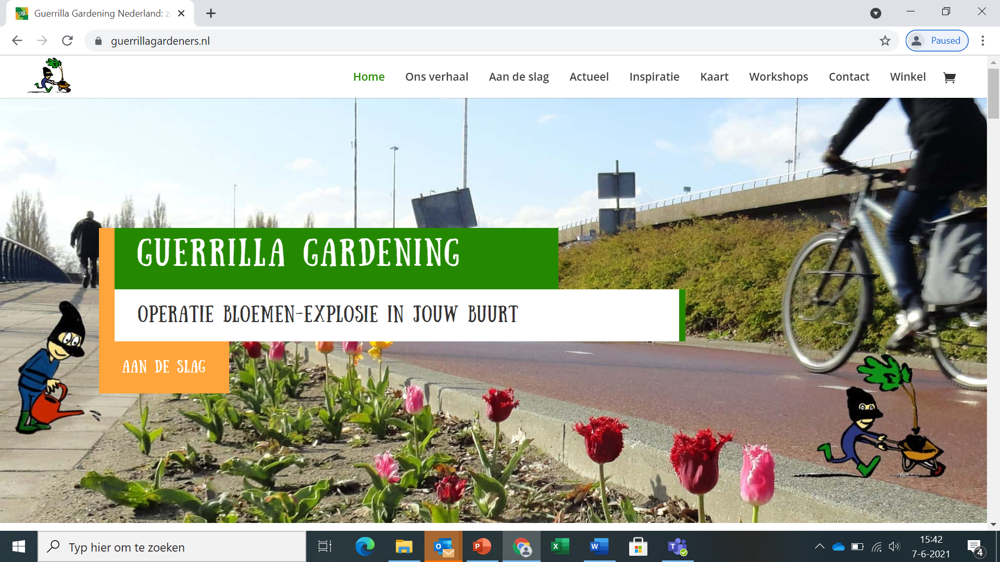 Guerrilla Gardening Nederland: z
guerrillagardeners.nl
Paused
Home Ons verhaal Aan de slag Actueel Inspiratie Kaart Workshops Contact Winkel
GUERRILLA GARDENING
OPERATIE BLOEMEN-EXPLOSIE IN JOUW BUURT
AAN DE SLAG
Typ hier om te zoeken
15:42
7-6-2021
4